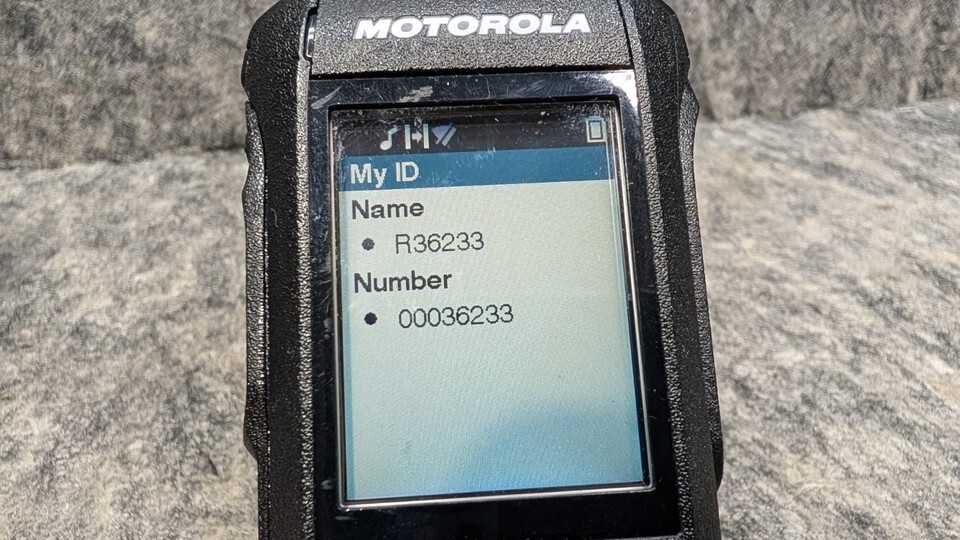 MOTOROLA
My ID
Name
R36233
Number
00036233